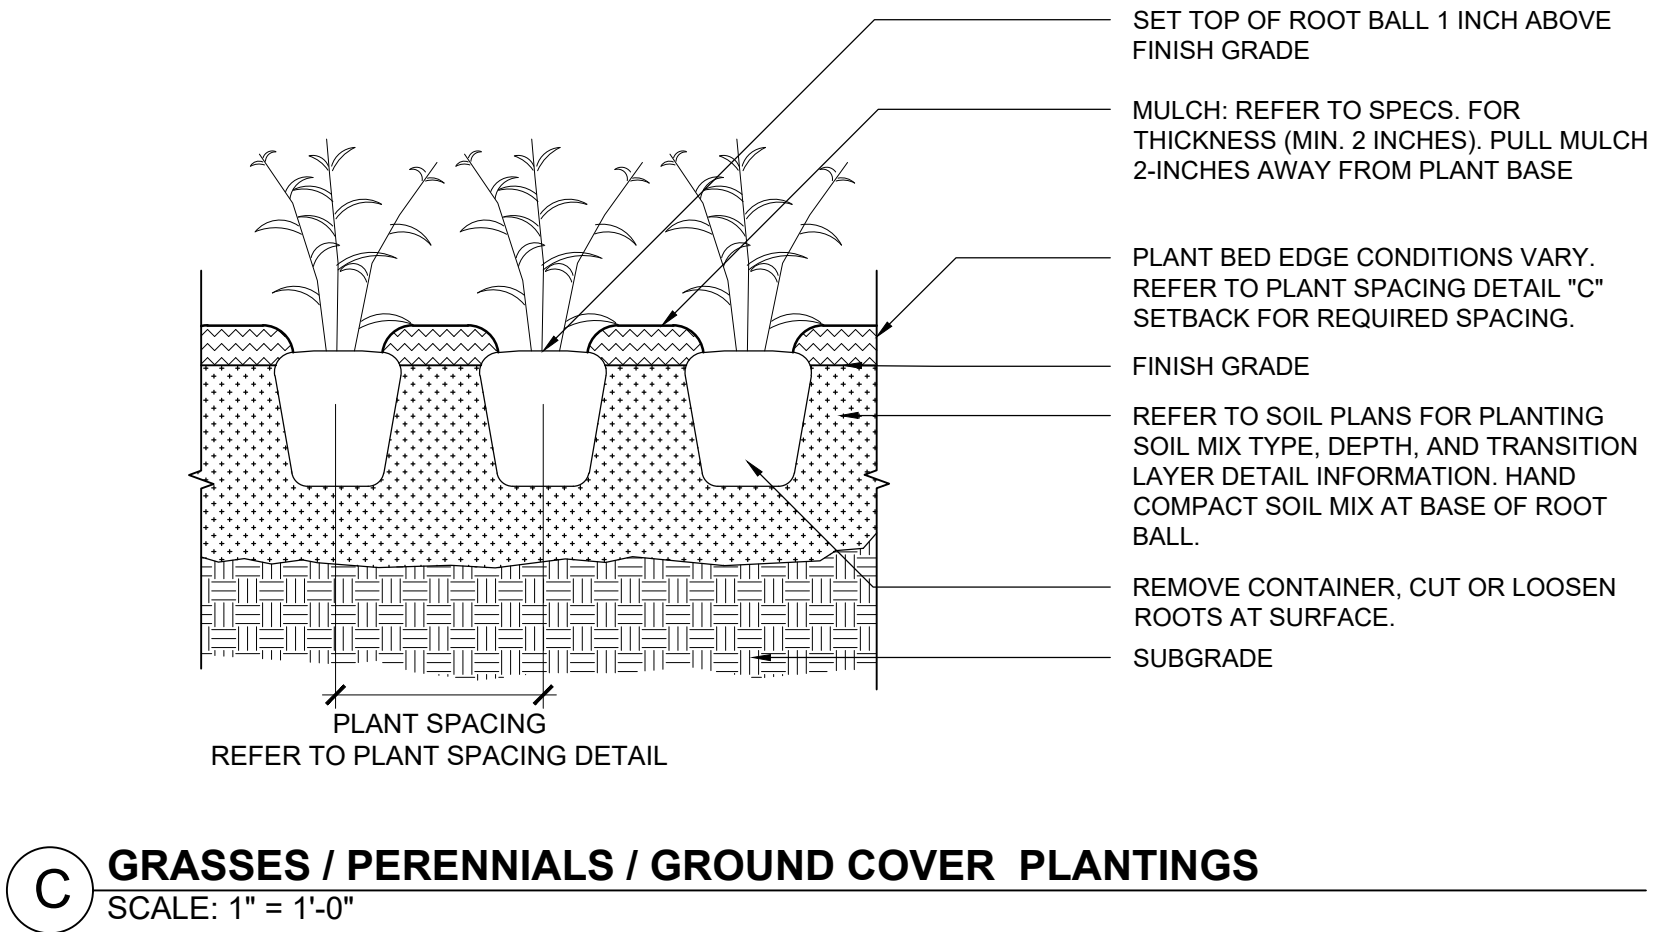 SET TOP OF ROOT BALL 1 INCH ABOVE
FINISH GRADE
MULCH: REFER TO SPECS. FOR
THICKNESS (MIN. 2 INCHES). PULL MULCH
2-INCHES AWAY FROM PLANT BASE
PLANT BED EDGE CONDITIONS VARY.
REFER TO PLANT SPACING DETAIL "C"
SETBACK FOR REQUIRED SPACING.
FINISH GRADE
REFER TO SOIL PLANS FOR PLANTING
SOIL MIX TYPE, DEPTH, AND TRANSITION
LAYER DETAIL INFORMATION. HAND
COMPACT SOIL MIX AT BASE OF ROOT
BALL.
REMOVE CONTAINER, CUT OR LOOSEN
ROOTS AT SURFACE.
SUBGRADE
PLANT SPACING
REFER TO PLANT SPACING DETAIL
C
GRASSES / PERENNIALS / GROUND COVER PLANTINGS
SCALE: 1" = 1'-0"